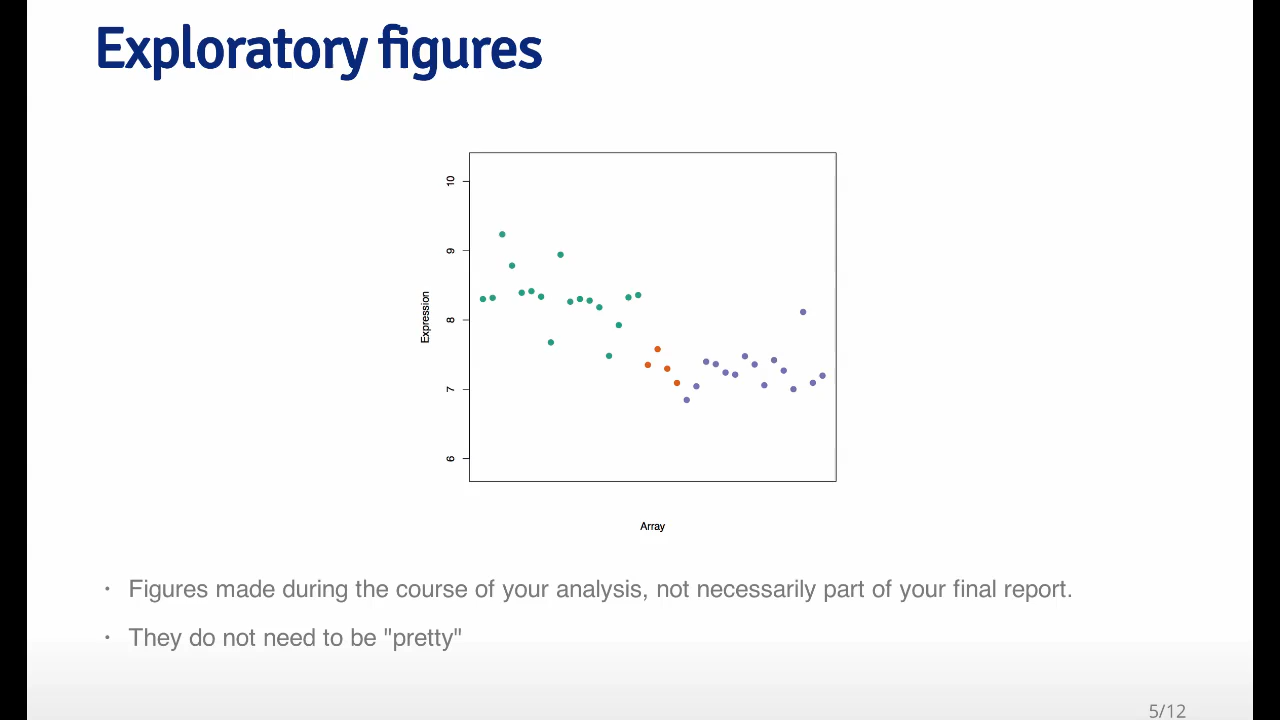 Exploratory figures
10
9
8
7
6
Expression
Array
· Figures made during the course of your analysis, not necessarily part of your final report.
· They do not need to be "pretty"
5/12